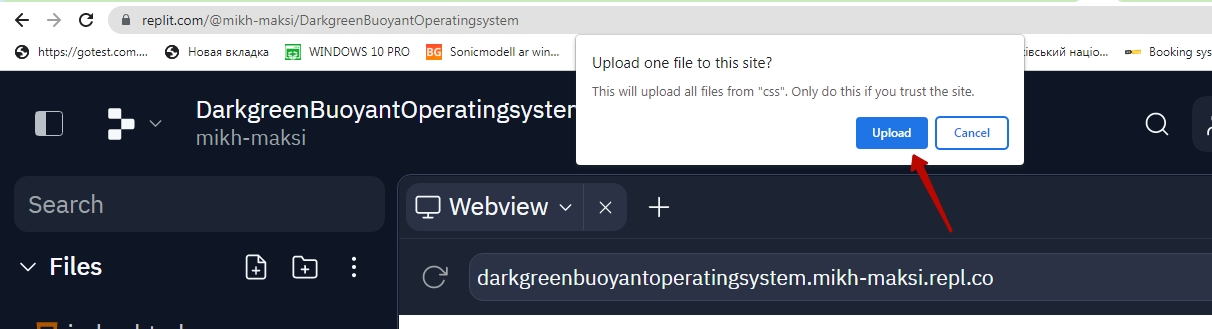 replit.com/@mikh-maksi/DarkgreenBuoyantOperatingsystem
https://gotest.com.... Новая вкладка WINDOWS 10 PRO BG Sonicmodell ar win... ківський націо... Booking sys
Upload one file to this site?
This will upload all files from "css". Only do this if you trust the site.
Upload Cancel
DarkgreenBuoyantOperatingsystem
mikh-maksi
Search
Webview
Files
darkgreenbuoyantoperatingsystem.mikh-maksi.repl.co